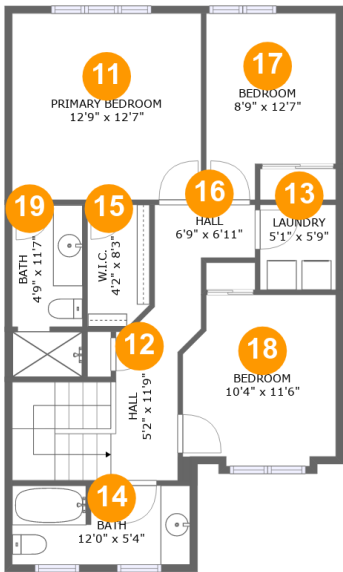 11
PRIMARY BEDROOM
12'9" x 12'7"
17
BEDROOM
8'9" x 12'7"
19
BATH
4'9" x 11'7"
15
W.I.C.
4'2" x 8'3"
16
HALL
6'9" x 6'11"
13
LAUNDRY
5'1" x 5'9"
12
HALL
5'2" x 11'9"
18
BEDROOM
10'4" x 11'6"
14
BATH
12'0" x 5'4"